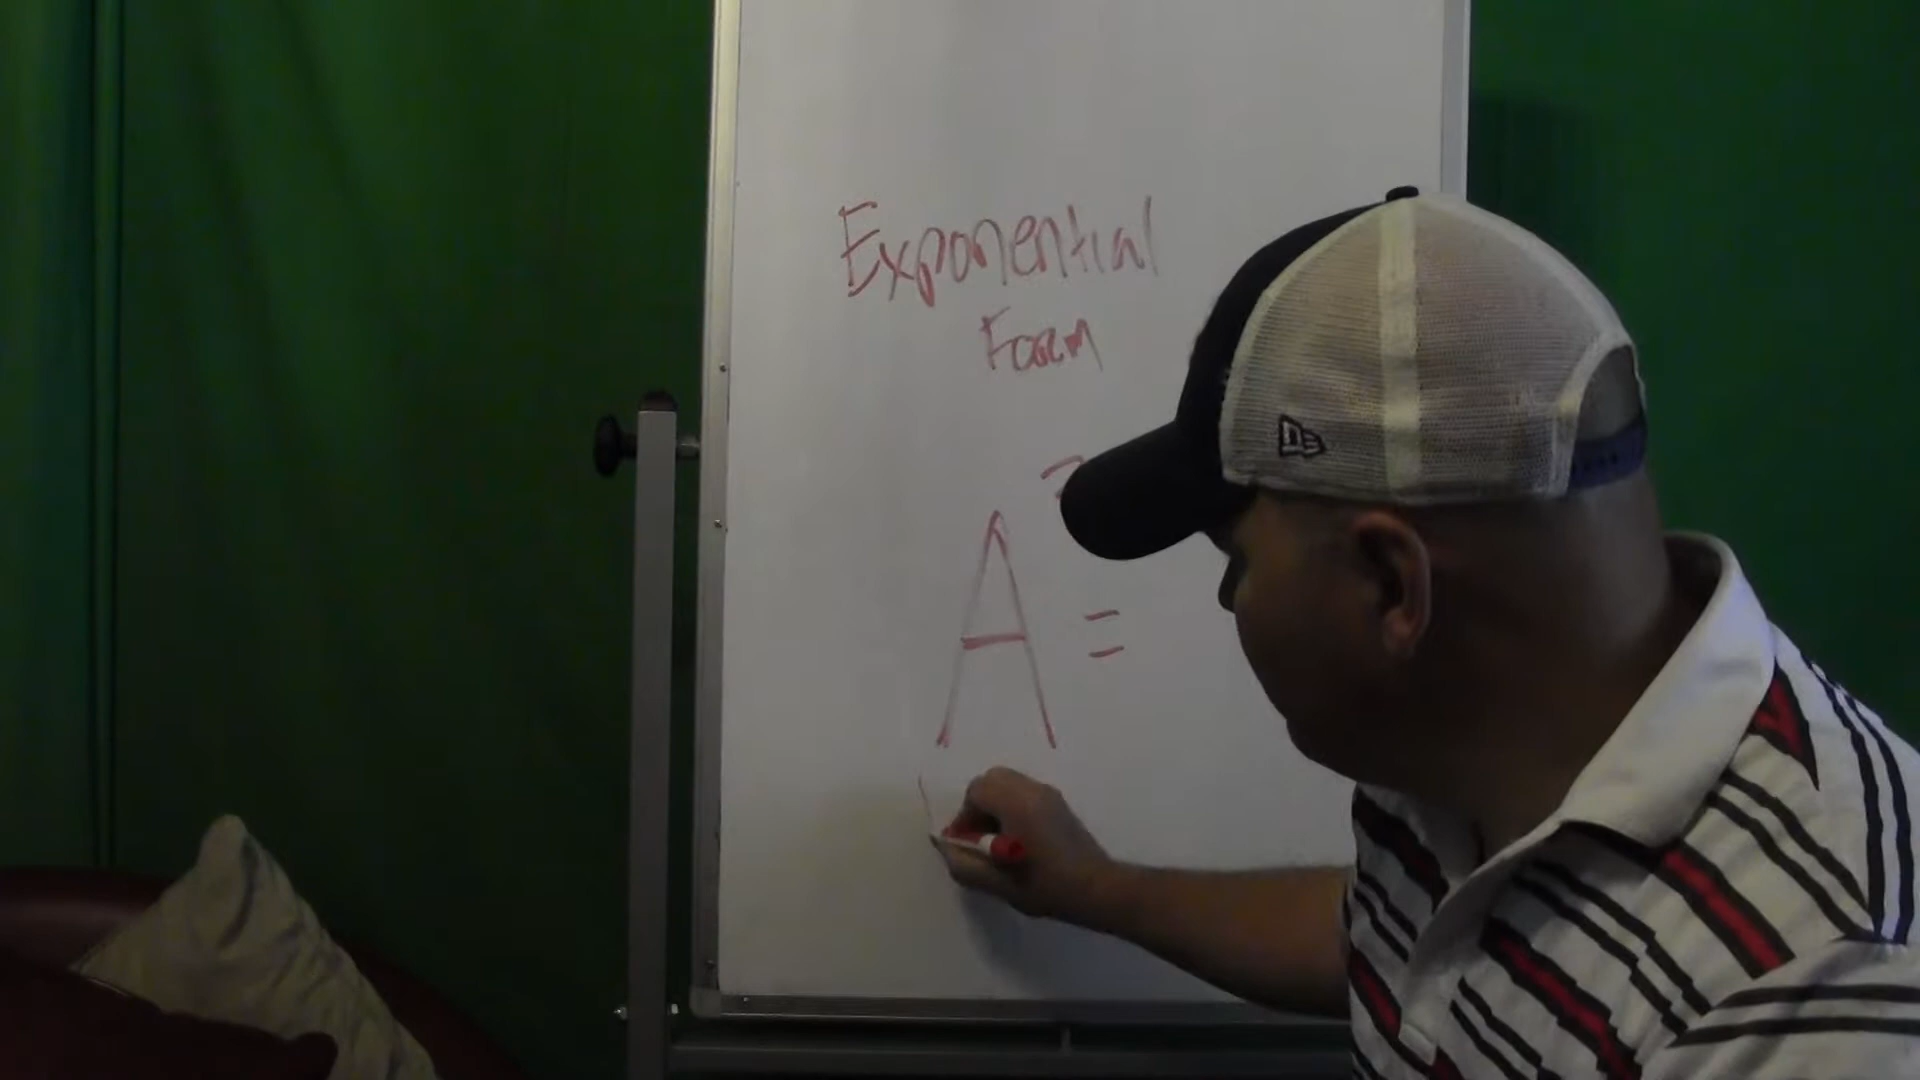 Exponential
Form
A =